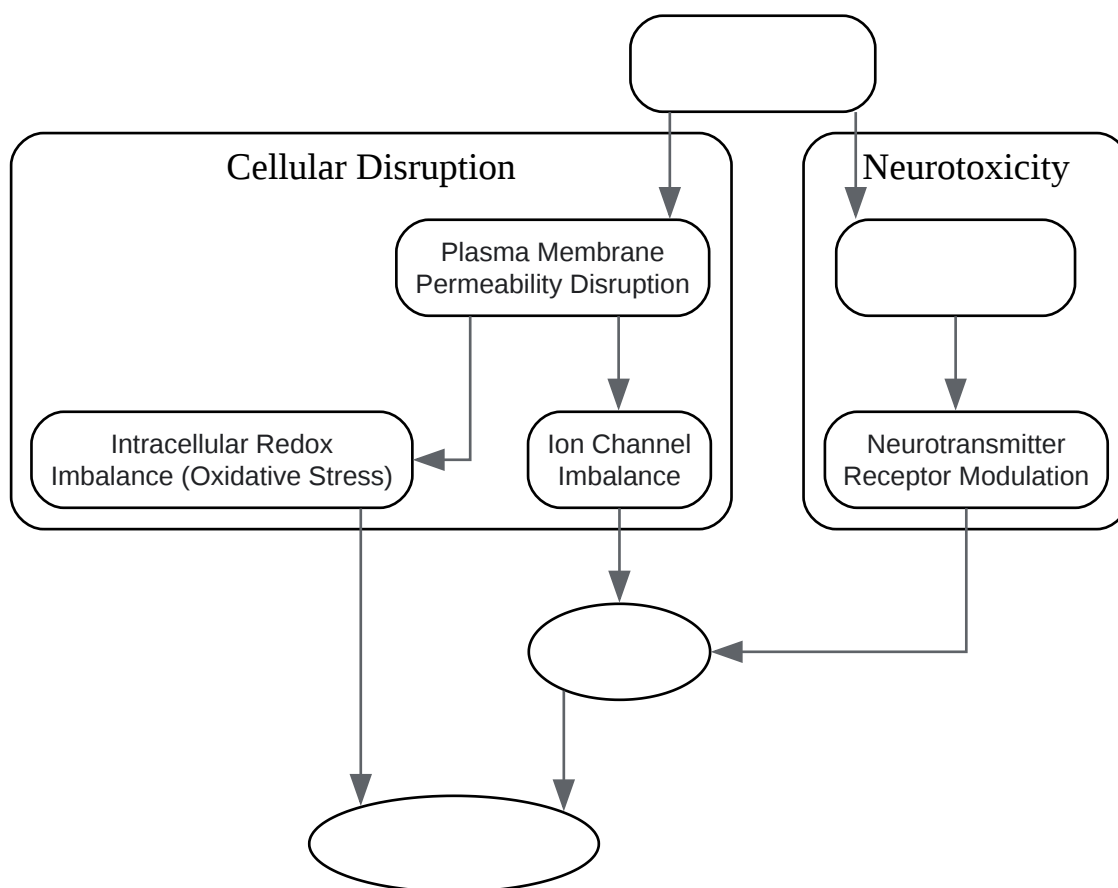 Cellular Disruption
Neurotoxicity
Plasma Membrane
Permeability Disruption
Intracellular Redox
Imbalance (Oxidative Stress)
Ion Channel
Imbalance
Neurotransmitter
Receptor Modulation